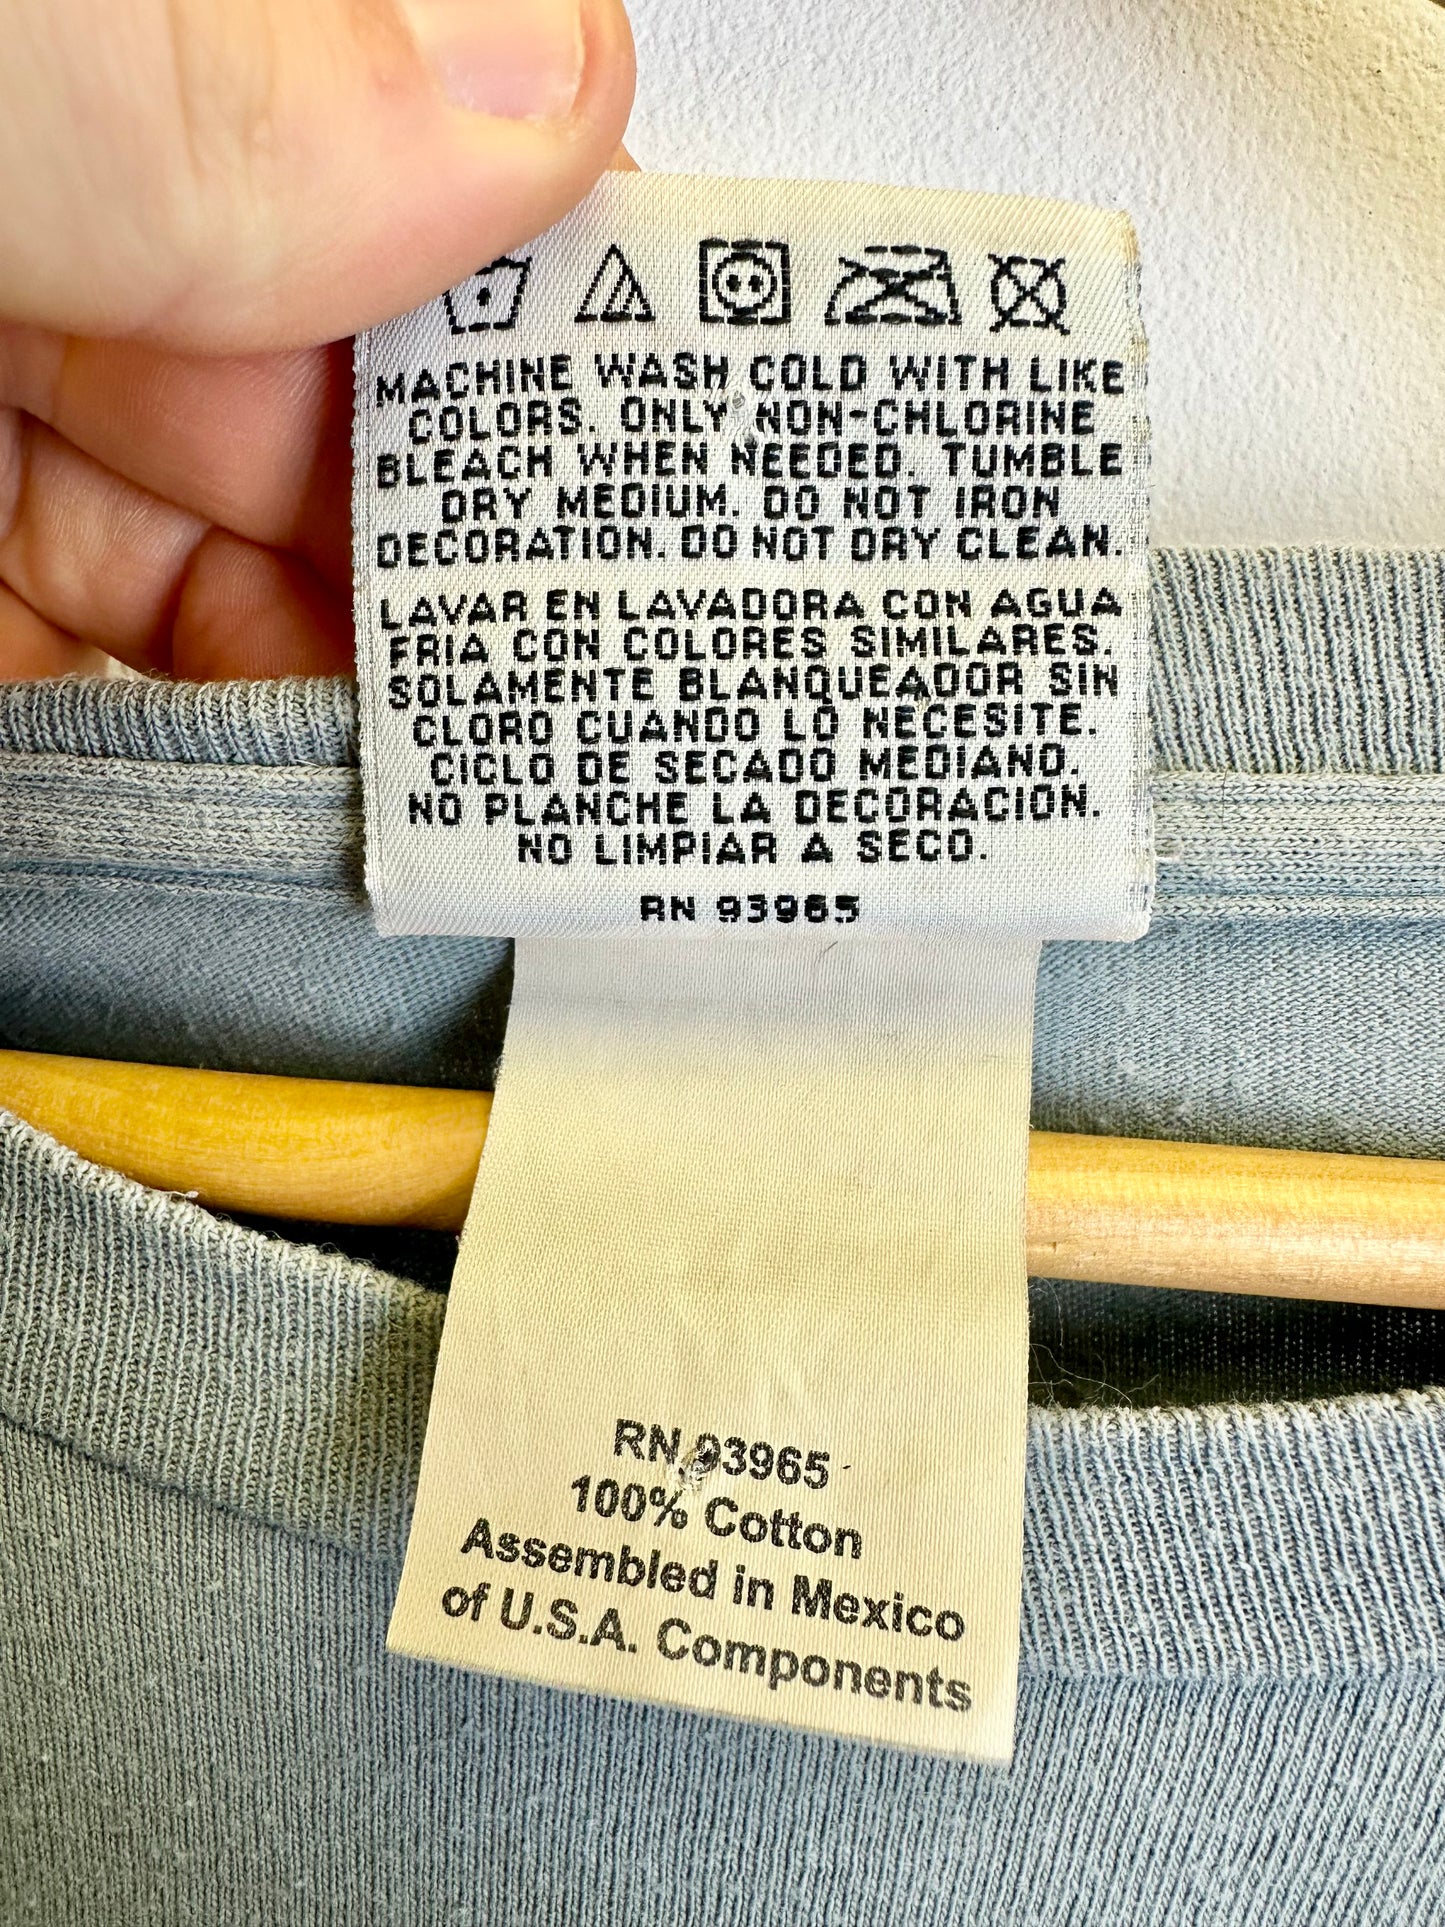 MACHINE WASH COLD WITH LIKE
COLORS. ONLY NON-CHLORINE
BLEACH WHEN NEEDED. TUMBLE
DRY MEDIUM. DO NOT IRON
DECORATION. DO NOT DRY CLEAN.
LAVAR EN LAVADORA CON AGUA
FRIA CON COLORES SIMILARES.
SOLAMENTE BLANQUEADOR SIN
CLORO CUANDO LO NECESITE.
CICLO DE SECADO MEDIANO.
NO PLANCHE LA DECORACION.
NO LIMPIAR A SECO.
RN 93965
RN 93965
100% Cotton
Assembled in Mexico
of U.S.A. Components